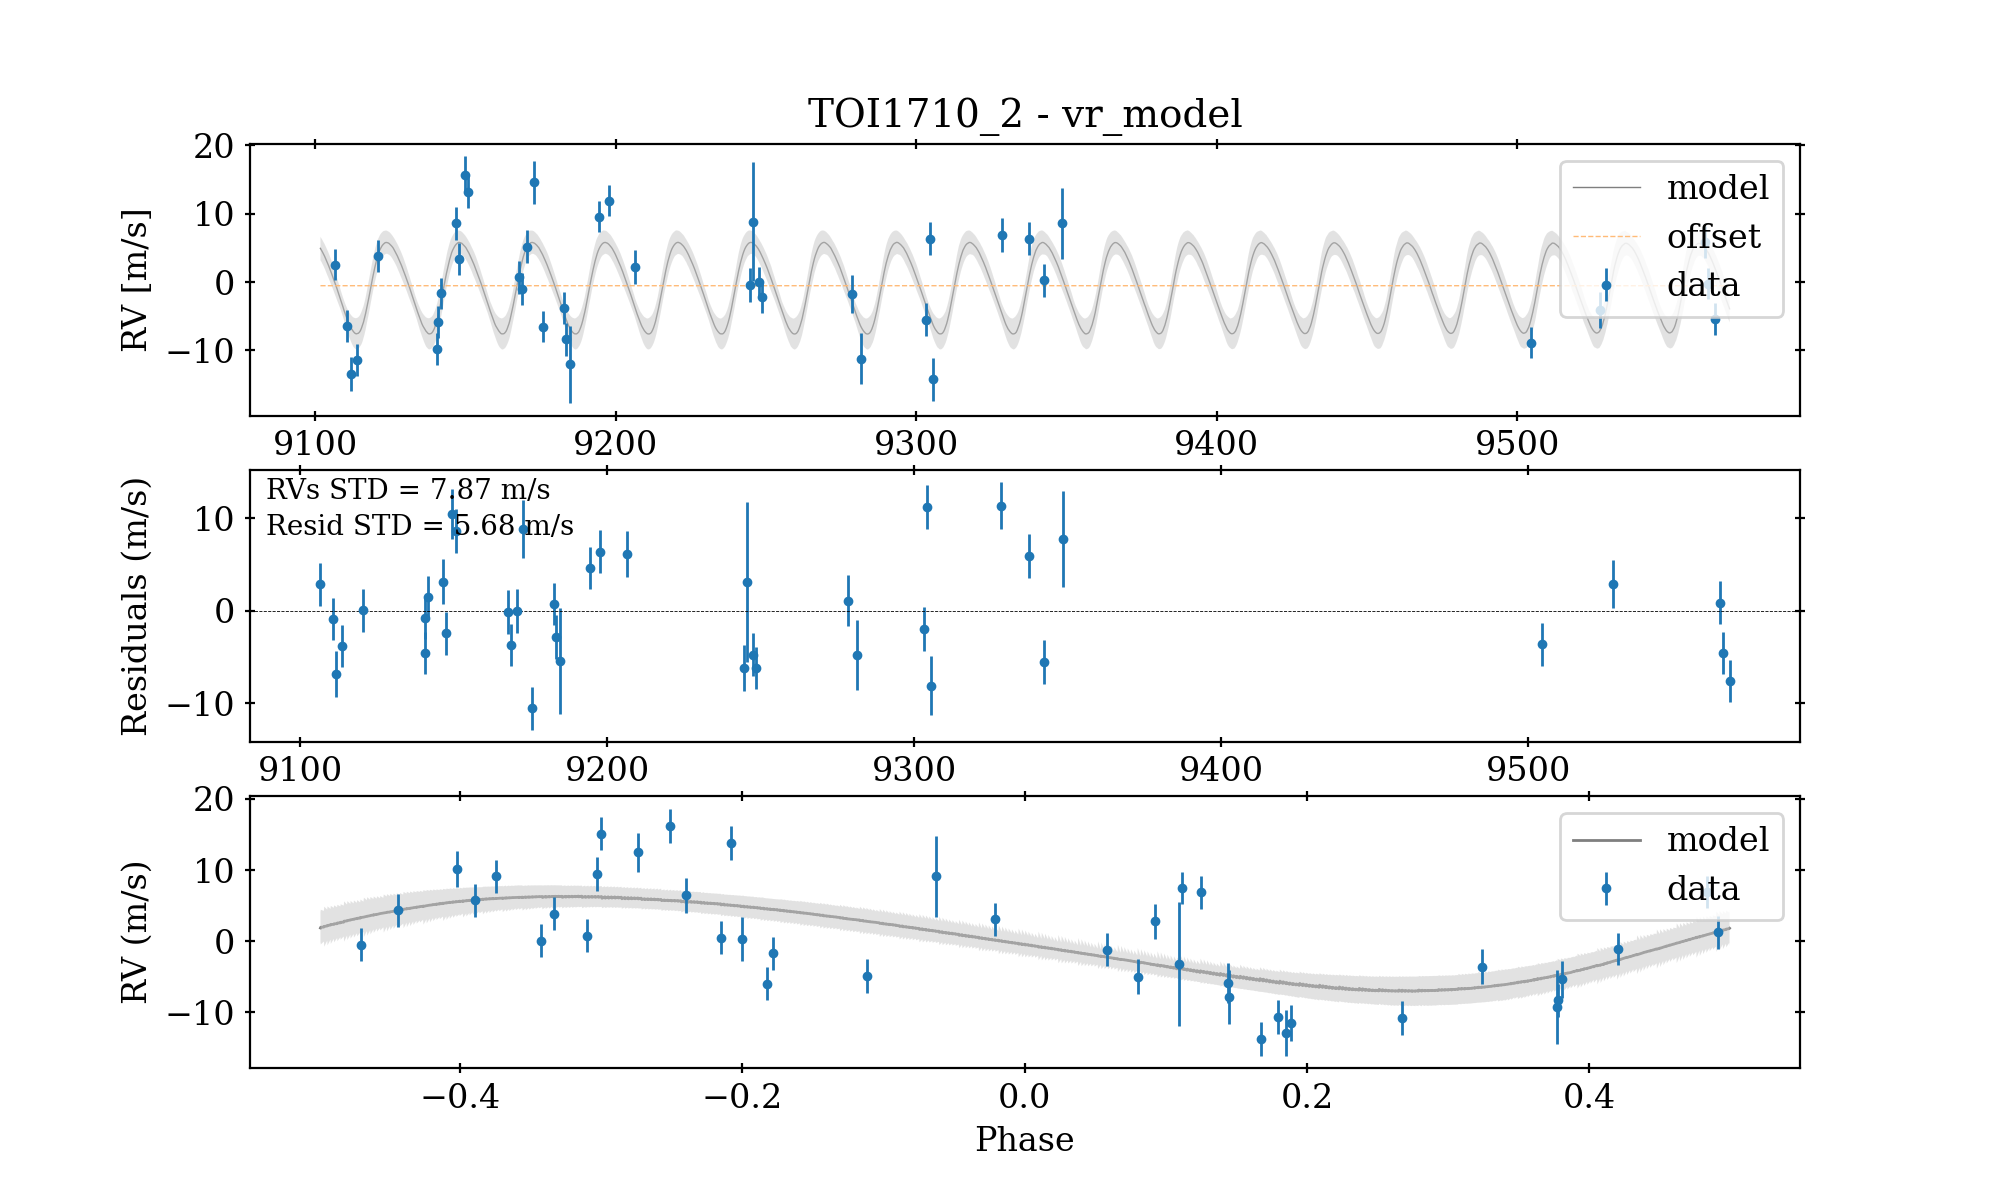 TOI1710_2 - vr_model
RV [m/s]
20
10
0
−10
model
offset
data
9100 9200 9300 9400 9500
Residuals (m/s)
10
0
−10
RVs STD = 7.87 m/s
Resid STD = 5.68 m/s
9100 9200 9300 9400 9500
RV (m/s)
20
10
0
−10
model
data
−0.4 −0.2 0.0 0.2 0.4
Phase